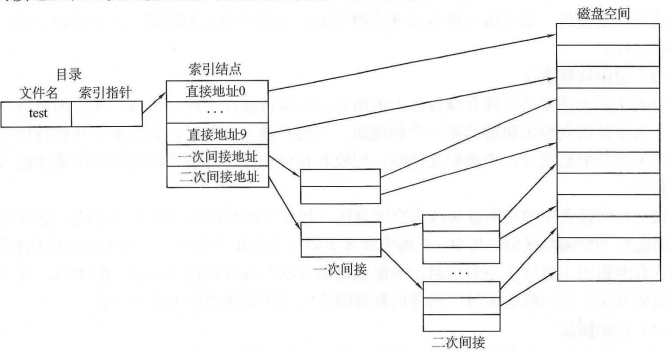 磁盘空间
目录
索引结点
文件名 索引指针
test
直接地址0
...
直接地址9
一次间接地址
二次间接地址
一次间接
...
二次间接